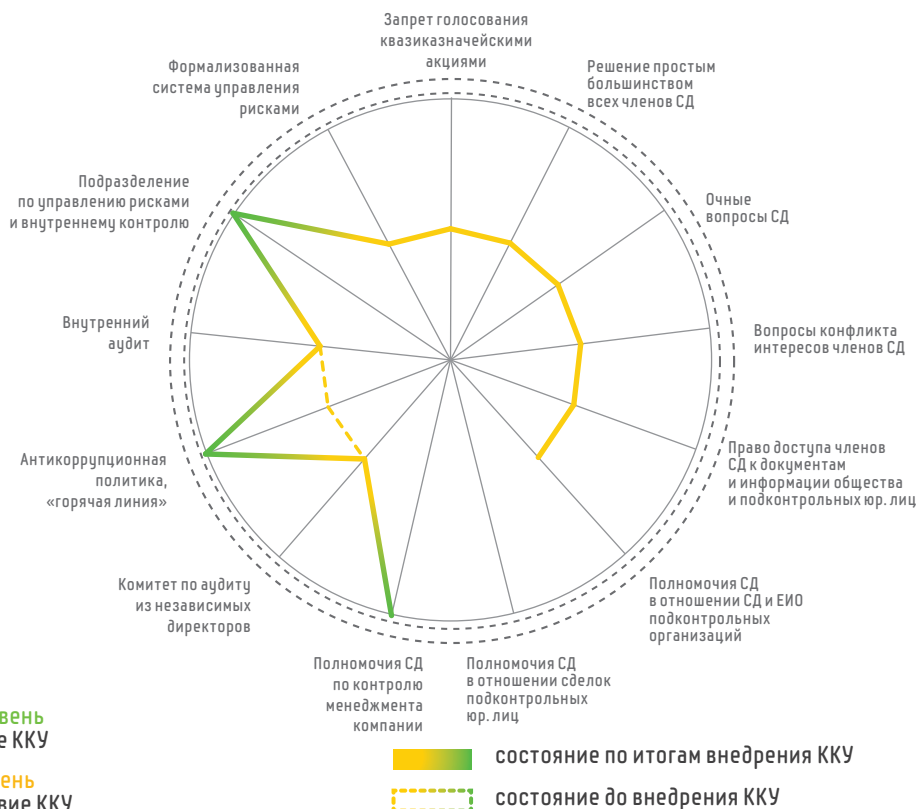 Запрет голосования
квазиказначейскими
акциями
Решение простым
большинством
всех членов СД
Очные
вопросы СД
Вопросы конфликта
интересов членов СД
Право доступа членов
СД к документам
и информации общества
и подконтрольных юр. лиц
Полномочия СД
в отношении СД и ЕИО
подконтрольных
организаций
Полномочия СД
в отношении сделок
подконтрольных
юр. лиц
Полномочия СД
по контролю
менеджмента
компании
Комитет по аудиту
из независимых
директоров
Антикоррупционная
политика,
«горячая линия»
Внутренний
аудит
Подразделение
по управлению рисками
и внутреннему контролю
Формализованная
система управления
рисками
вень
е ККУ
ень
вие ККУ
состояние по итогам внедрения ККУ
состояние до внедрения ККУ